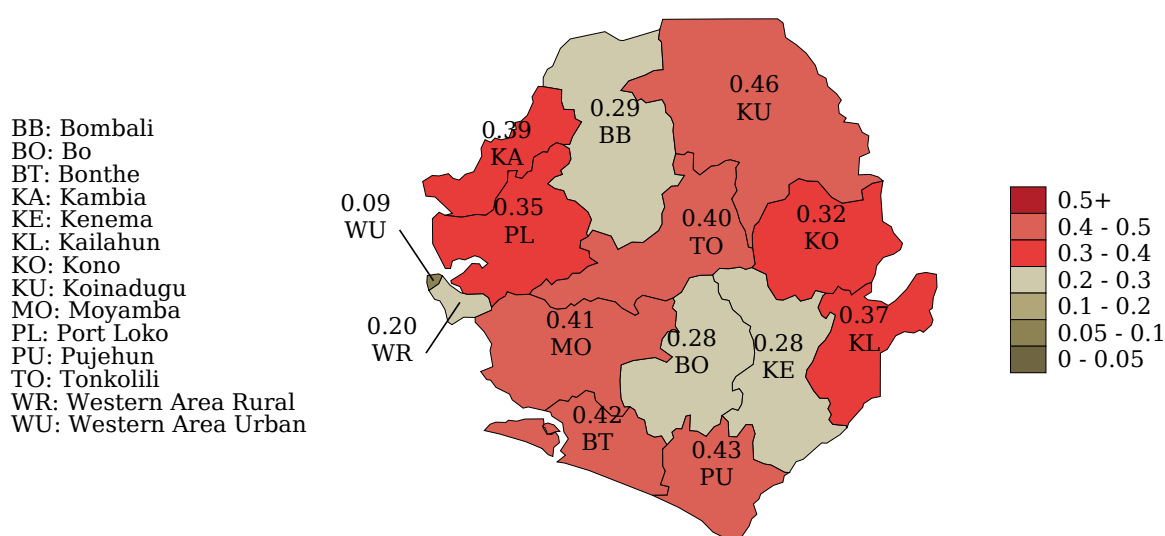 BB: Bombali
BO: Bo
BT: Bonthe
KA: Kambia
KE: Kenema
KL: Kailahun
KO: Kono
KU: Koinadugu
MO: Moyamba
PL: Port Loko
PU: Pujehun
TO: Tonkolili
WR: Western Area Rural
WU: Western Area Urban
0.46
KU
0.29
BB
0.39
KA
0.35
PL
0.09
WU
0.40
TO
0.32
KO
0.20
WR
0.41
MO
0.28
BO
0.28
KE
0.37
KL
0.42
BT
0.43
PU
0.5+
0.4 - 0.5
0.3 - 0.4
0.2 - 0.3
0.1 - 0.2
0.05 - 0.1
0 - 0.05